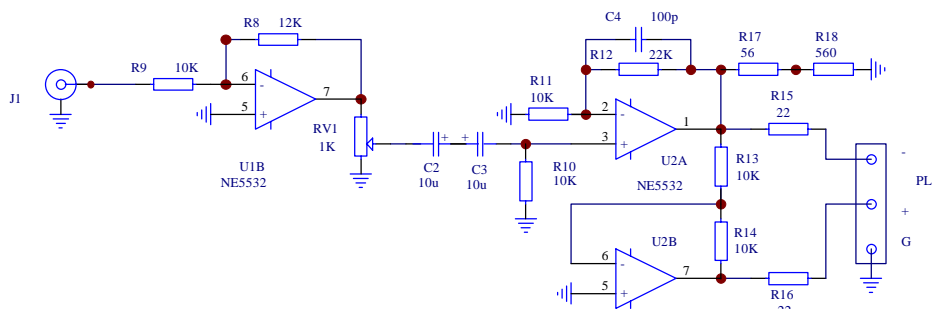 C4 100p
R8 12K
R17 R18
56 560
R12 22K
R9 10K
R11
10K
R15
22
6
-
7
5
+
2
-
1
3
+
J1
RV1
1K
U1B
NE5532
C2
10u
+
+
C3
10u
R10
10K
U2A
NE5532
R13
10K
-
PL
+
G
R14
10K
U2B
6
-
7
5
+
R16